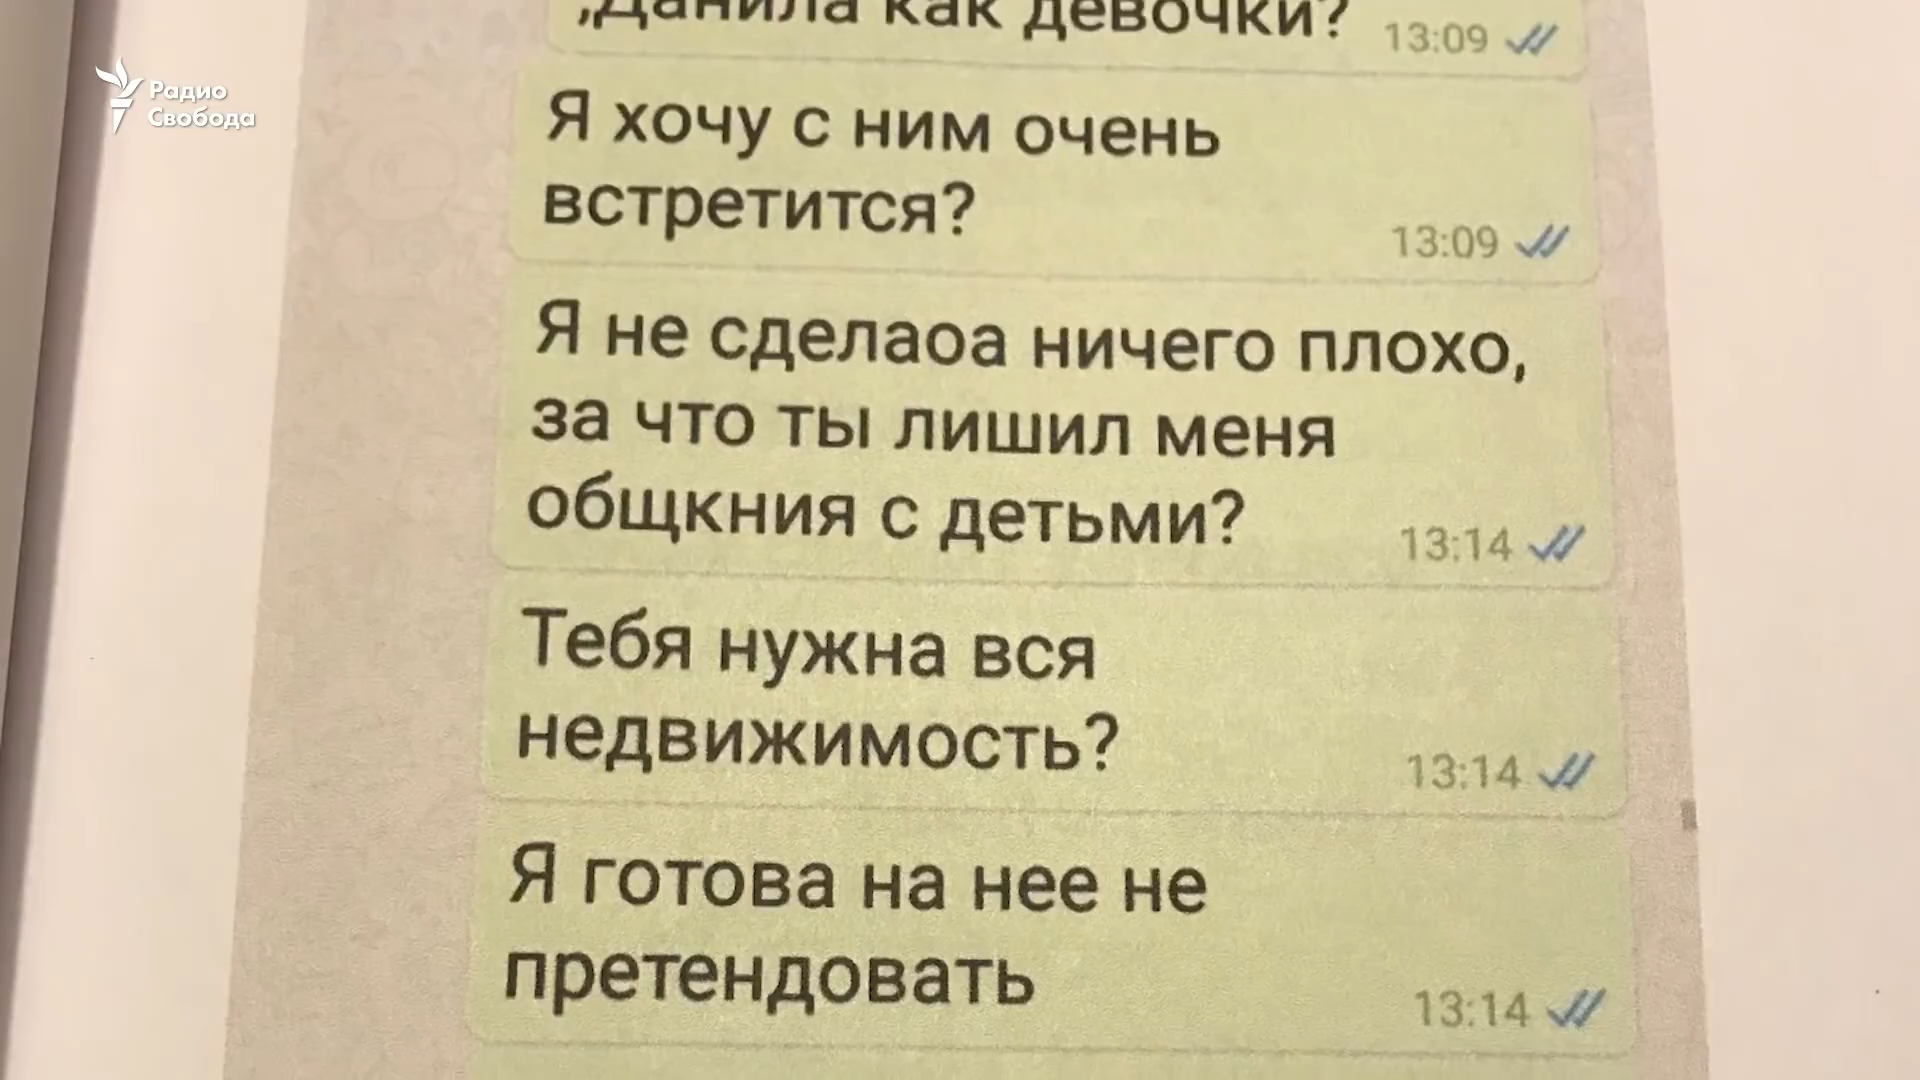 Радио
Свобода
,Данила как девочки? 13:09
Я хочу с ним очень
встретится?
13:09
Я не сделаоа ничего плохо,
за что ты лишил меня
общкния с детьми?
13:14
Тебя нужна вся
недвижимость?
13:14
Я готова на нее не
претендовать
13:14